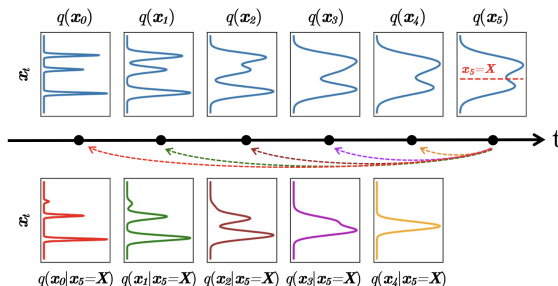 q(x₀) q(x₁) q(x₂) q(x₃) q(x₄) q(x₅)
xₜ
x₅=X
t
xₜ
q(x₀|x₅=X) q(x₁|x₅=X) q(x₂|x₅=X) q(x₃|x₅=X) q(x₄|x₅=X)